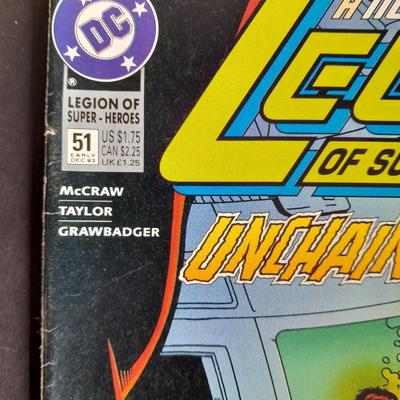 DC
®
LEGION OF
SUPER-HEROES
51
EARLY
DEC 93
US $1.75
CAN $2.25
UK £1.25
McCRAW
TAYLOR
GRAWBADGER
A
OF
UNCHAIN